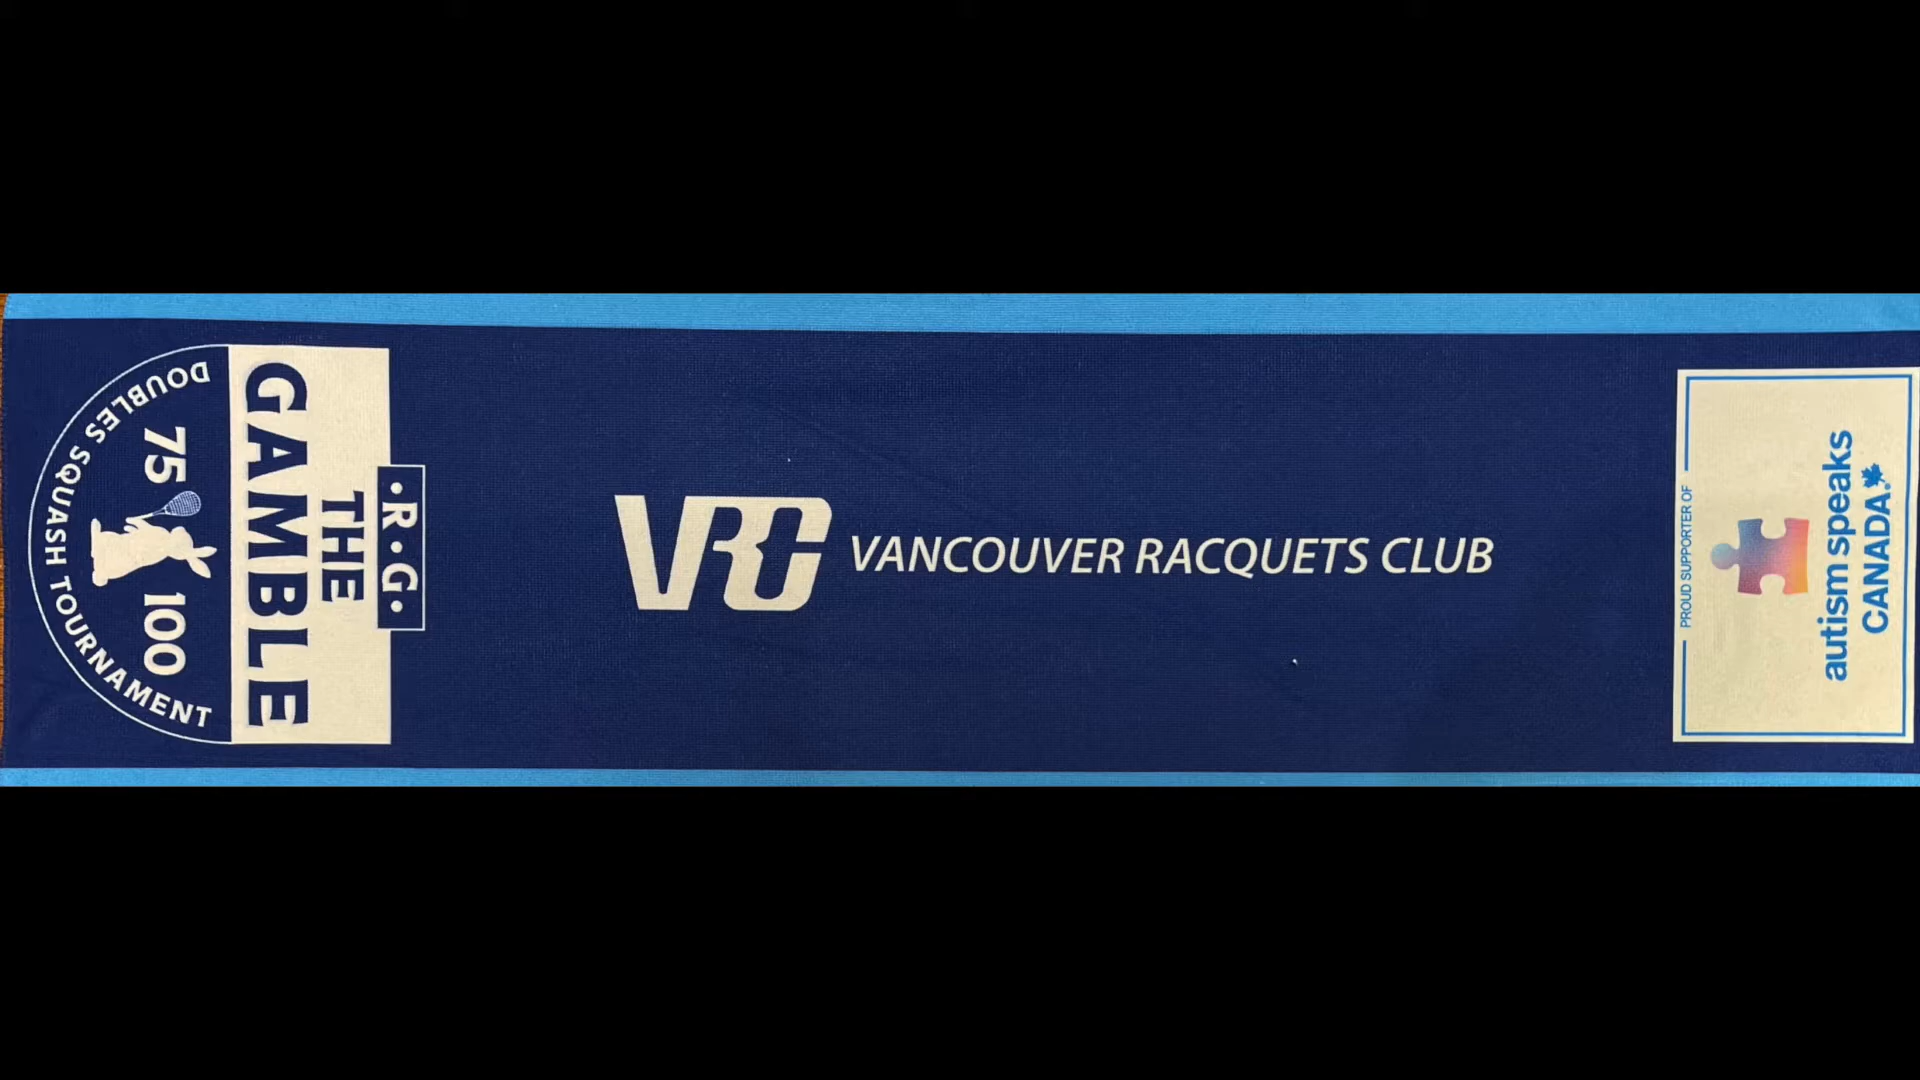 ·R·G·
THE
GAMBLE
75 100
DOUBLES SQUASH TOURNAMENT
VRC VANCOUVER RACQUETS CLUB
PROUD SUPPORTER OF
autism speaks
CANADA®